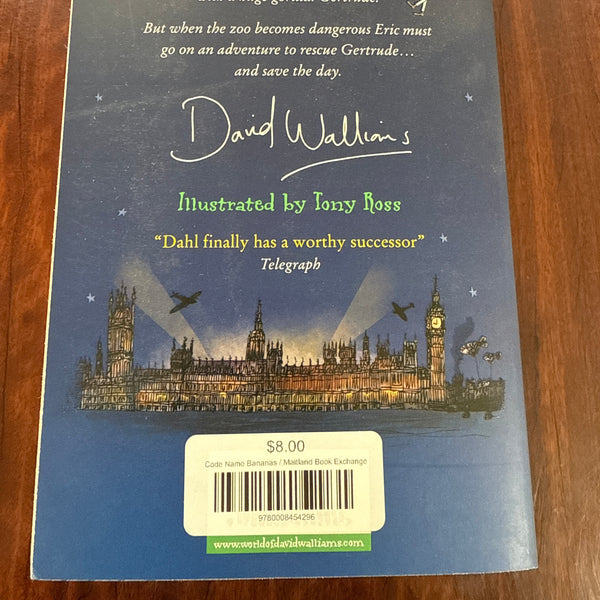 But when the zoo becomes dangerous Eric must
go on an adventure to rescue Gertrude...
and save the day.
David Walliams
Illustrated by Tony Ross
“Dahl finally has a worthy successor”
Telegraph
$8.00
Code Name Bananas / Maitland Book Exchange
9780008454296
www.worldofdavidwalliams.com